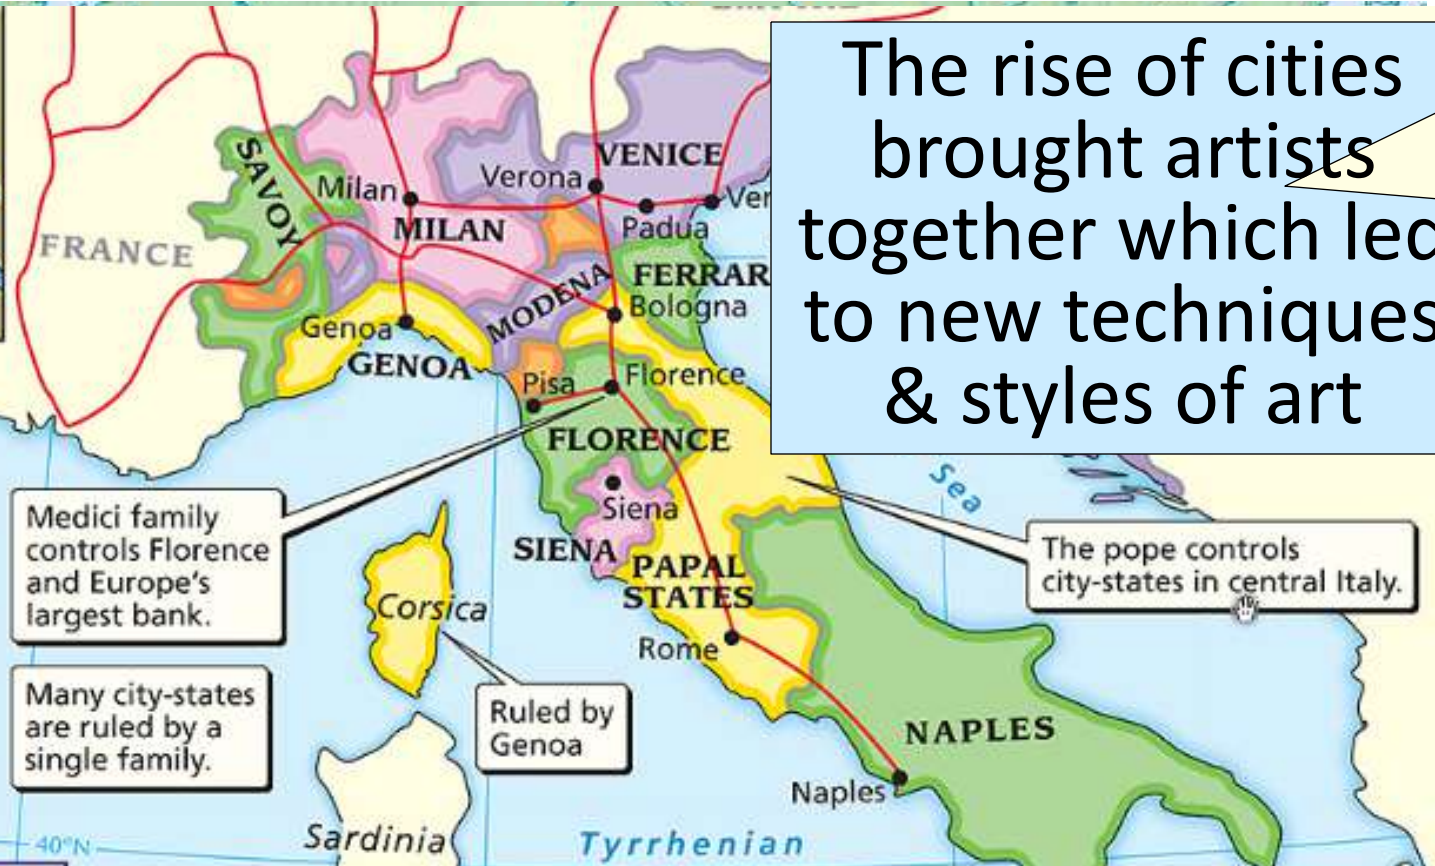 The rise of cities
brought artists
together which led
to new techniques
& styles of art
SAVOY
Milan
Verona
VENICE
MILAN
Padua
FRANCE
MODENA
Bologna
Genoa
GENOA
Pisa
Florence
FLORENCE
Sea
Medici family
controls Florence
and Europe's
largest bank.
Siena
SIENA
PAPAL
STATES
The pope controls
city-states in central Italy.
Corsica
Rome
Many city-states
are ruled by a
single family.
Ruled by
Genoa
NAPLES
Naples
Sardinia
Tyrrhenian
40°N